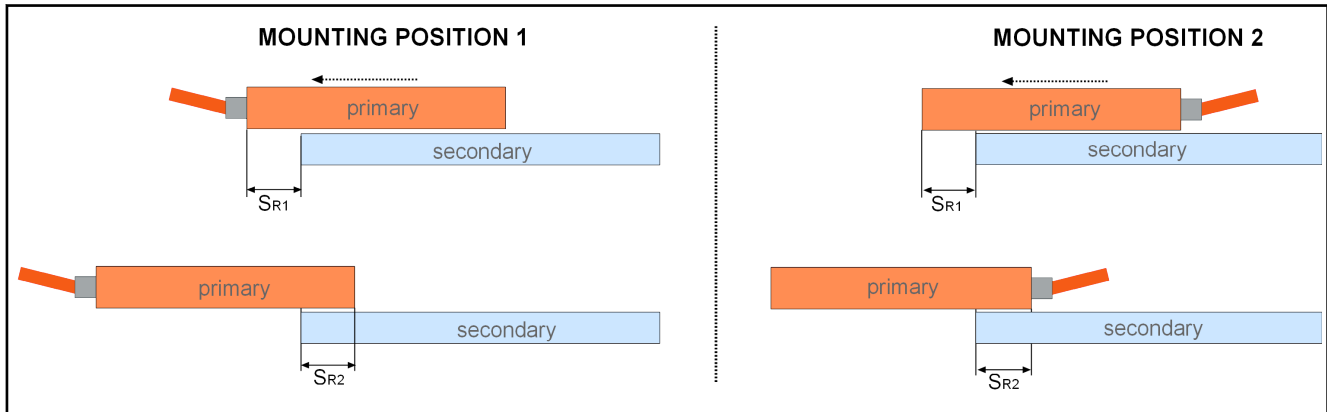 MOUNTING POSITION 1
primary
secondary
SR1
primary
secondary
SR2
MOUNTING POSITION 2
primary
secondary
SR1
primary
secondary
SR2